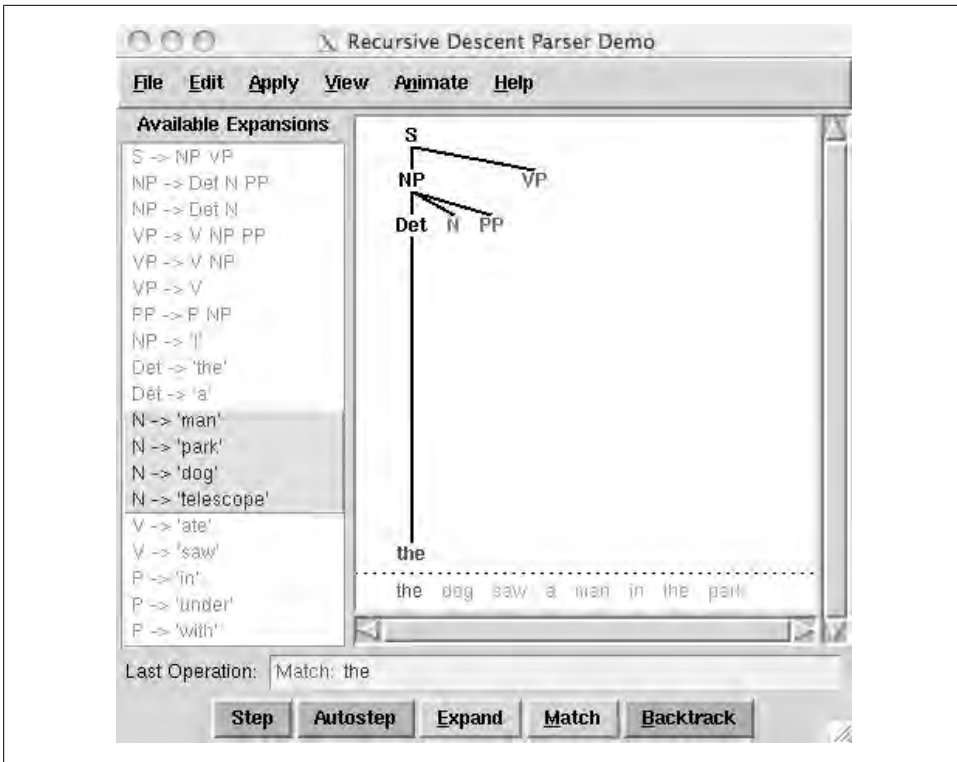 Recursive Descent Parser Demo
File Edit Apply View Animate Help
Available Expansions
S -> NP VP
NP -> Det N PP
NP -> Det N
VP -> V NP PP
VP -> V NP
VP -> V
PP -> P NP
NP -> 'I'
Det -> 'the'
Det -> 'a'
N -> 'man'
N -> 'park'
N -> 'dog'
N -> 'telescope'
V -> 'ate'
V -> 'saw'
P -> 'in'
P -> 'under'
P -> 'with'
S
NP VP
Det N PP
the
the dog saw a man in the park
Last Operation: Match: the
Step Autostep Expand Match Backtrack